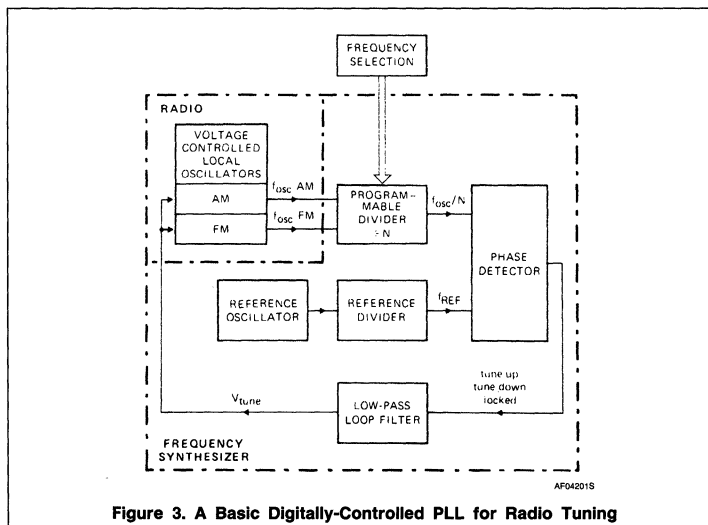 FREQUENCY
SELECTION
RADIO
VOLTAGE
CONTROLLED
LOCAL
OSCILLATORS
AM
FM
fosc AM
fosc FM
PROGRAM-
MABLE
DIVIDER
÷N
fosc/N
PHASE
DETECTOR
REFERENCE
OSCILLATOR
REFERENCE
DIVIDER
fREF
tune up
tune down
locked
LOW-PASS
LOOP FILTER
Vtune
FREQUENCY
SYNTHESIZER
AF04201S
Figure 3. A Basic Digitally-Controlled PLL for Radio Tuning